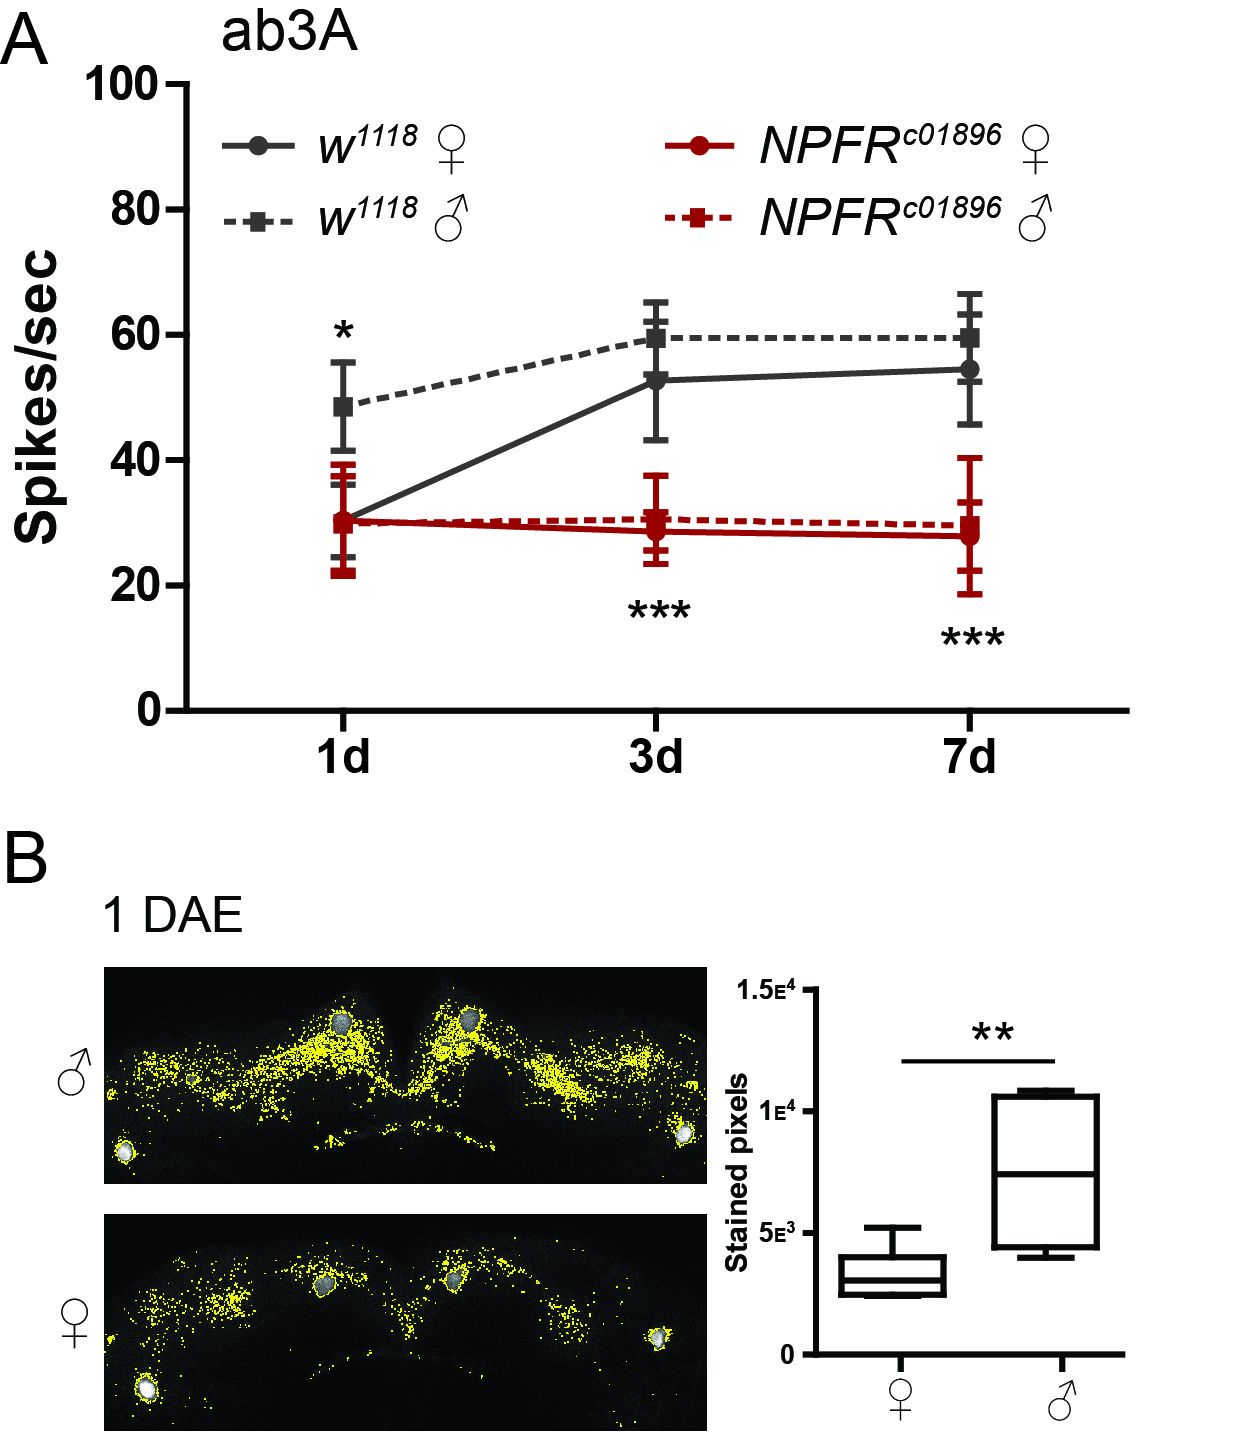 A
ab3A
100
80
60
40
20
0
Spikes/sec
w1118 ♀
w1118 ♂
NPFRc01896 ♀
NPFRc01896 ♂
*
***
***
1d 3d 7d
B
1 DAE
♂
♀
Stained pixels
1.5E4
1E4
5E3
0
**
♀ ♂